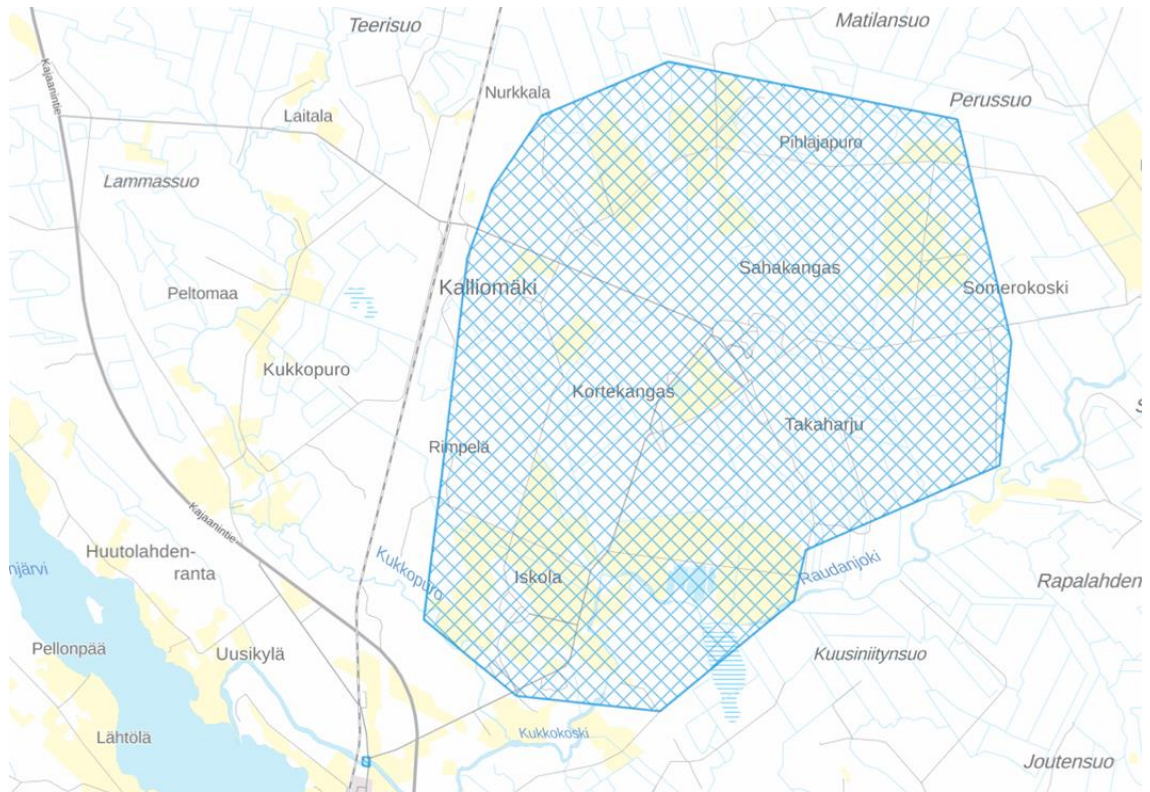 Teerisuo
Matilansuo
Kajaanintie
Nurkkala
Perussuo
Laitala
Pihlajapuro
Lammassuo
Sahakangas
Kalliomäki
Somerokoski
Peltomaa
Kukkopuro
Kortekangas
Takaharju
Rimpelä
Kajaanintie
Huutolahden-
ranta
Kukkopuro
Raudanjoki
njärvi
Iskola
Rapalahden
Pellonpää
Uusikylä
Kuusiniitynsuo
Lähtölä
Kukkokoski
Joutensuo